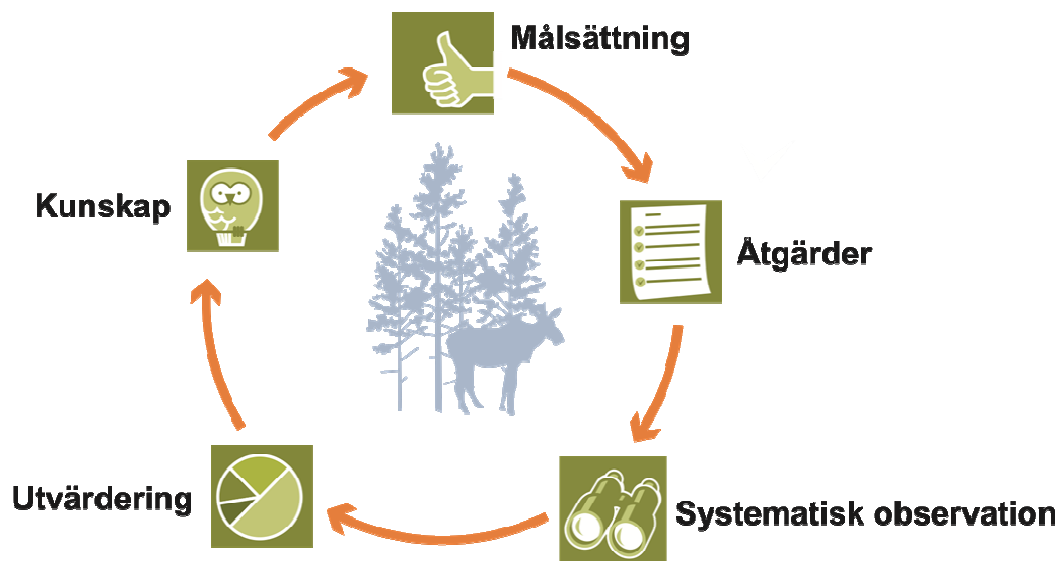 Målsättning
Åtgärder
Systematisk observation
Utvärdering
Kunskap